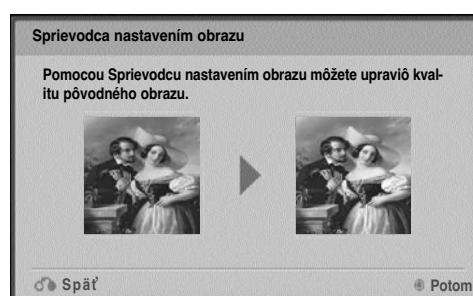 Sprievodca nastavením obrazu
Pomocou Sprievodcu nastavením obrazu môžete upraviô kval-
itu pôvodného obrazu.
Späť
Potom